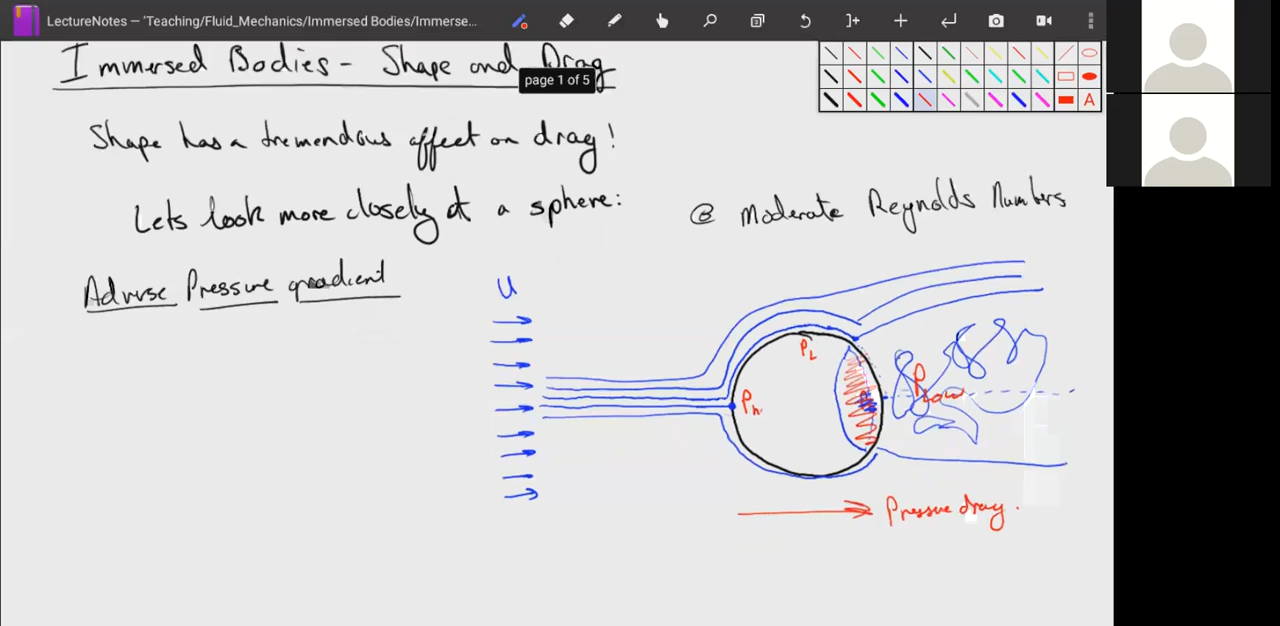 LectureNotes — 'Teaching/Fluid_Mechanics/Immersed Bodies/Immerse...
Immersed Bodies - Shape and Drag
page 1 of 5
A
Shape has a tremendous affect on drag!
Lets look more closely at a sphere:
@ Moderate Reynolds Numbers
Adverse Pressure gradient
U
PL
Ph
Plow
Pressure drag.